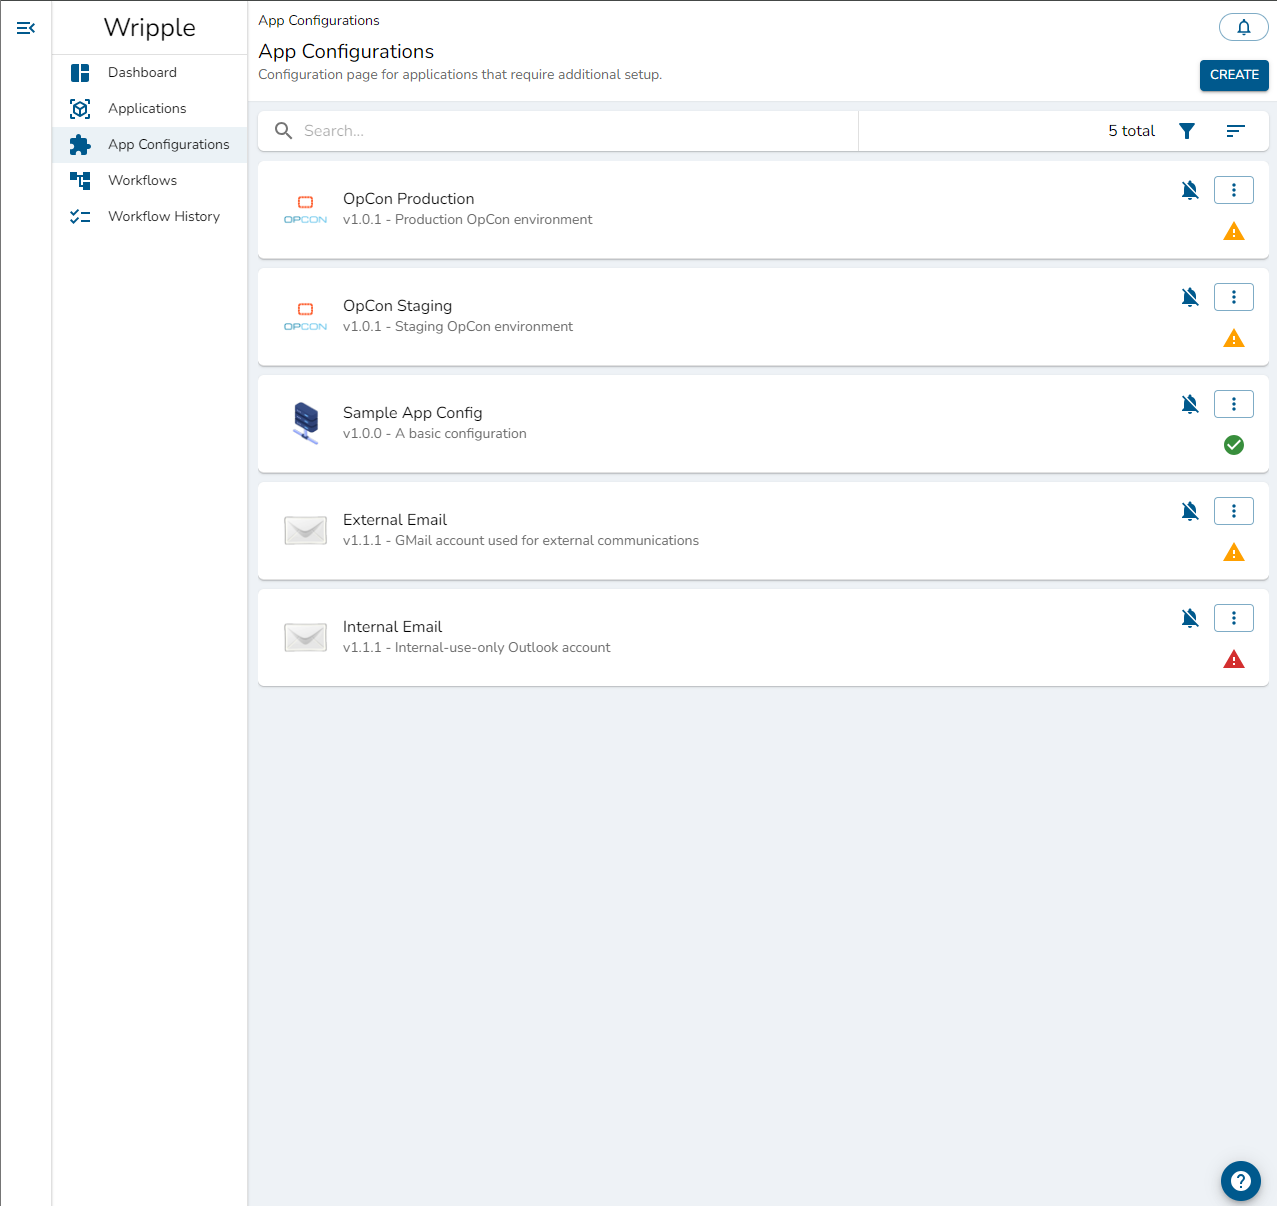 Wripple
Dashboard
Applications
App Configurations
Workflows
Workflow History
App Configurations
App Configurations
Configuration page for applications that require additional setup.
CREATE
Search...
5 total
OPCON
OpCon Production
v1.0.1 - Production OpCon environment
OPCON
OpCon Staging
v1.0.1 - Staging OpCon environment
Sample App Config
v1.0.0 - A basic configuration
External Email
v1.1.1 - GMail account used for external communications
Internal Email
v1.1.1 - Internal-use-only Outlook account